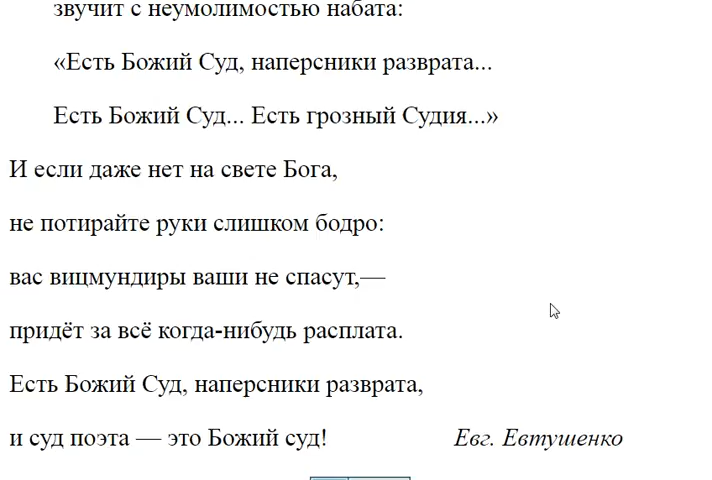 звучит с неумолимостью набата:
«Есть Божий Суд, наперсники разврата...
Есть Божий Суд... Есть грозный Судия...»
И если даже нет на свете Бога,
не потирайте руки слишком бодро:
вас вицмундиры ваши не спасут,—
придёт за всё когда-нибудь расплата.
Есть Божий Суд, наперсники разврата,
и суд поэта — это Божий суд! Евг. Евтушенко